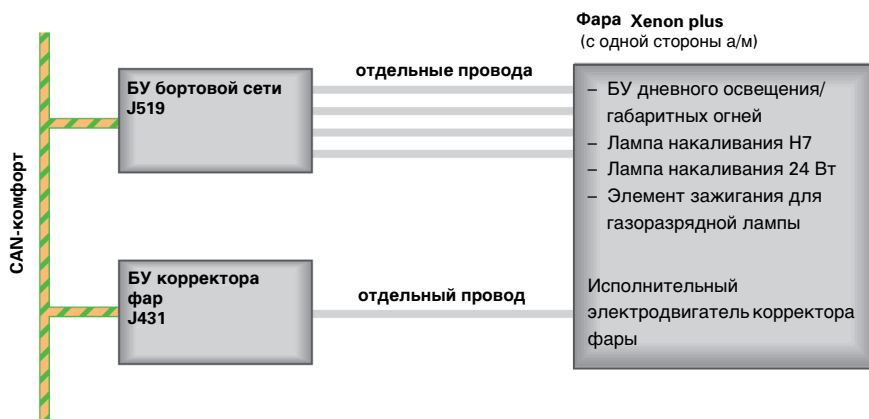 Фара Xenon plus
(с одной стороны а/м)
CAN-комфорт
БУ бортовой сети
J519
отдельные провода
– БУ дневного освещения/
габаритных огней
– Лампа накаливания H7
– Лампа накаливания 24 Вт
– Элемент зажигания для
газоразрядной лампы
БУ корректора
фар
J431
отдельный провод
Исполнительный
электродвигатель корректора
фары